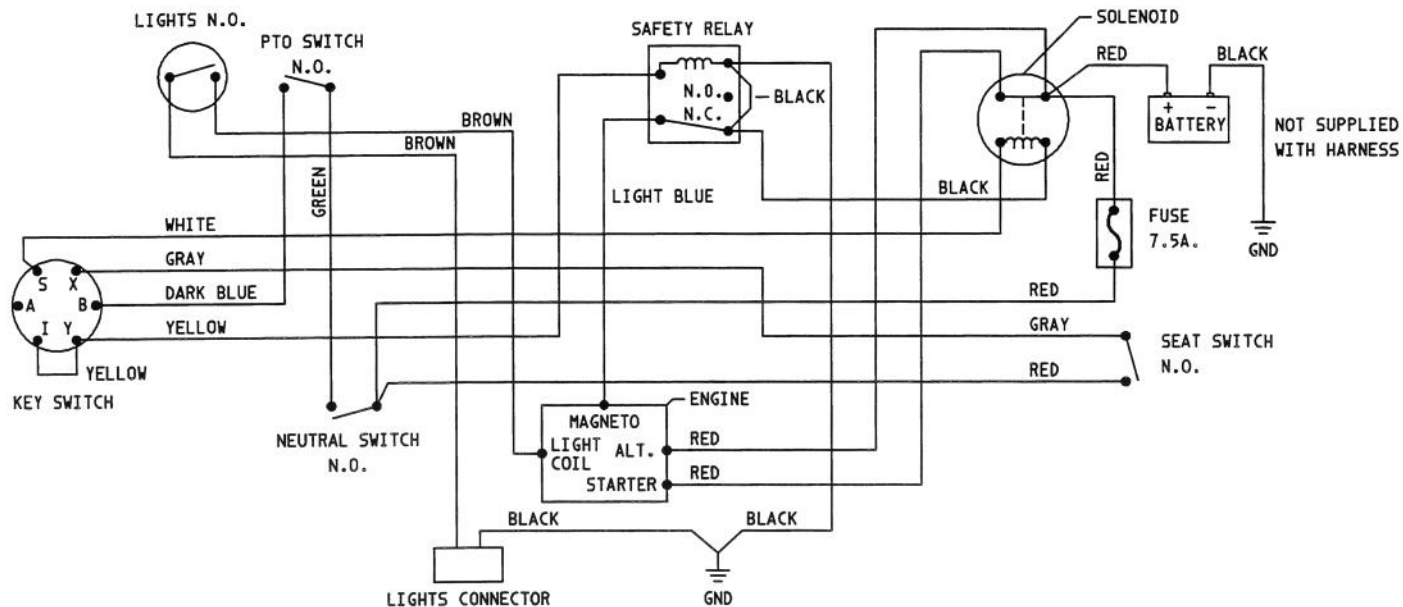 LIGHTS N.O.
PTO SWITCH
N.O.
SAFETY RELAY
N.O.
N.C.
BLACK
SOLENOID
RED
BLACK
+ -
BATTERY
NOT SUPPLIED
WITH HARNESS
GND
BROWN
BROWN
GREEN
LIGHT BLUE
BLACK
RED
FUSE
7.5A.
WHITE
GRAY
DARK BLUE
YELLOW
S X
A B
I Y
YELLOW
KEY SWITCH
RED
GRAY
RED
SEAT SWITCH
N.O.
NEUTRAL SWITCH
N.O.
ENGINE
MAGNETO
LIGHT
COIL
ALT.
STARTER
RED
RED
BLACK
BLACK
LIGHTS CONNECTOR
GND